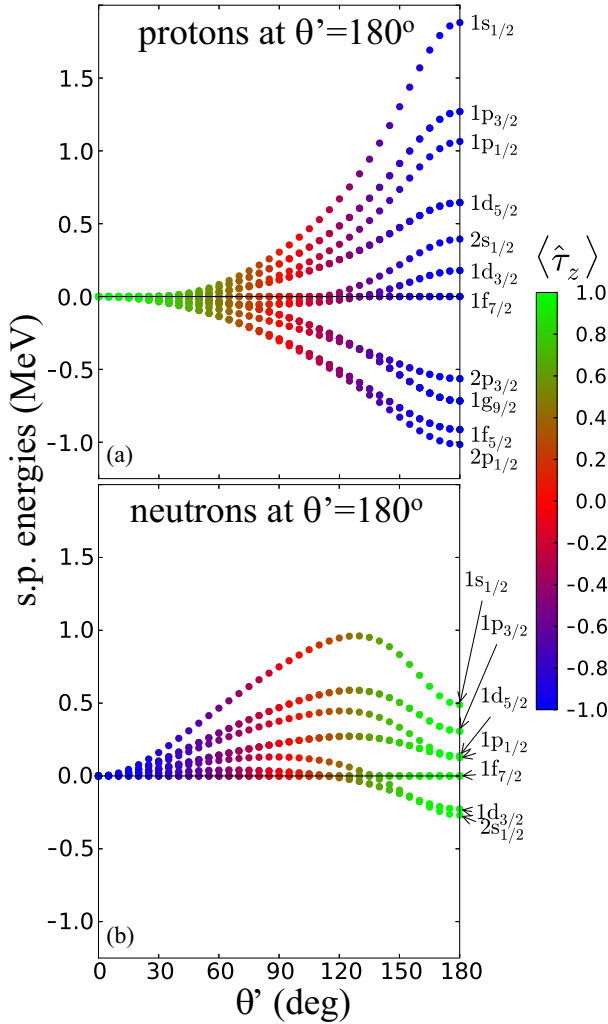 protons at θ'=180°
1.5
1.0
0.5
0.0
−0.5
−1.0
(a)
1s1/2
1p3/2
1p1/2
1d5/2
2s1/2
1d3/2
1f7/2
2p3/2
1g9/2
1f5/2
2p1/2
⟨τ̂z⟩
1.0
0.8
0.6
0.4
0.2
0.0
−0.2
−0.4
−0.6
−0.8
−1.0
s.p. energies (MeV)
neutrons at θ'=180°
1.5
1.0
0.5
0.0
−0.5
−1.0
(b)
1s1/2
1p3/2
1d5/2
1p1/2
1f7/2
1d3/2
2s1/2
0 30 60 90 120 150 180
θ' (deg)